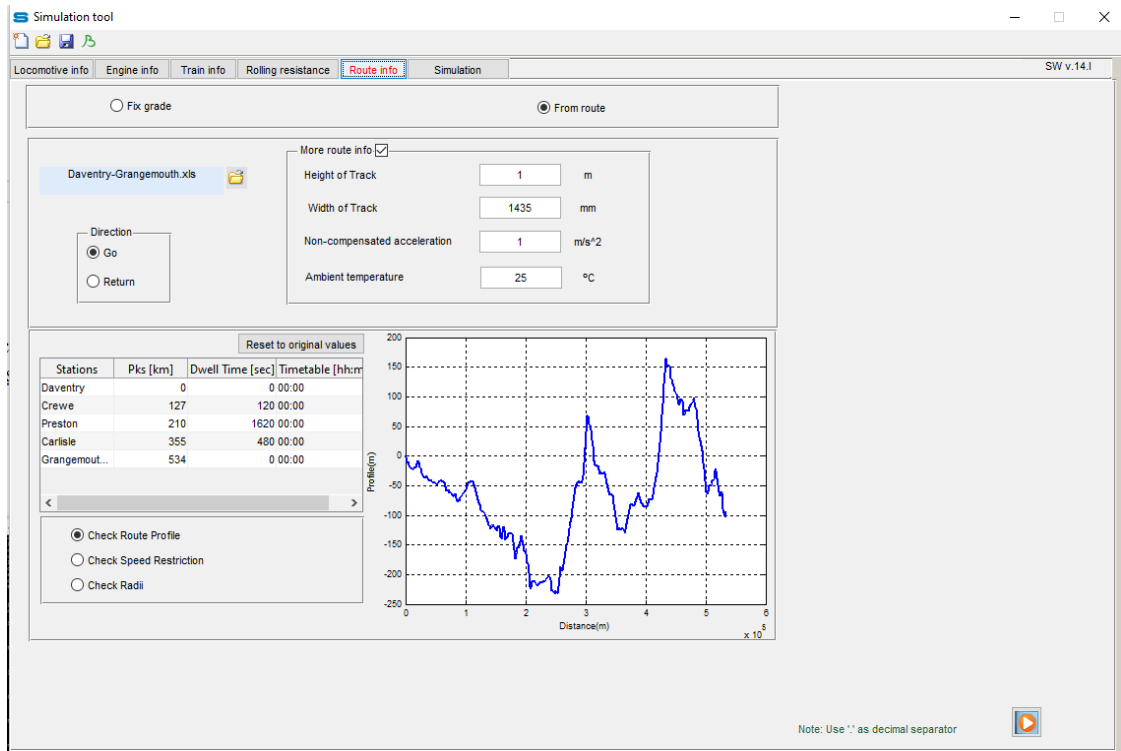 Simulation tool
Locomotive info Engine info Train info Rolling resistance Route info Simulation SW v.14.I
Fix grade From route
More route info
Daventry-Grangemouth.xls
Height of Track 1 m
Width of Track 1435 mm
Direction
Go
Return
Non-compensated acceleration 1 m/s^2
Ambient temperature 25 ºC
Reset to original values
Stations Pks [km] Dwell Time [sec] Timetable [hh:m
Daventry 0 0 00:00
Crewe 127 120 00:00
Preston 210 1620 00:00
Carlisle 355 480 00:00
Grangemout... 534 0 00:00
Check Route Profile
Check Speed Restriction
Check Radii
200
150
100
50
0
-50
-100
-150
-200
-250
Profile(m)
0 1 2 3 4 5 6
Distance(m)
x 10^5
Note: Use '.' as decimal separator